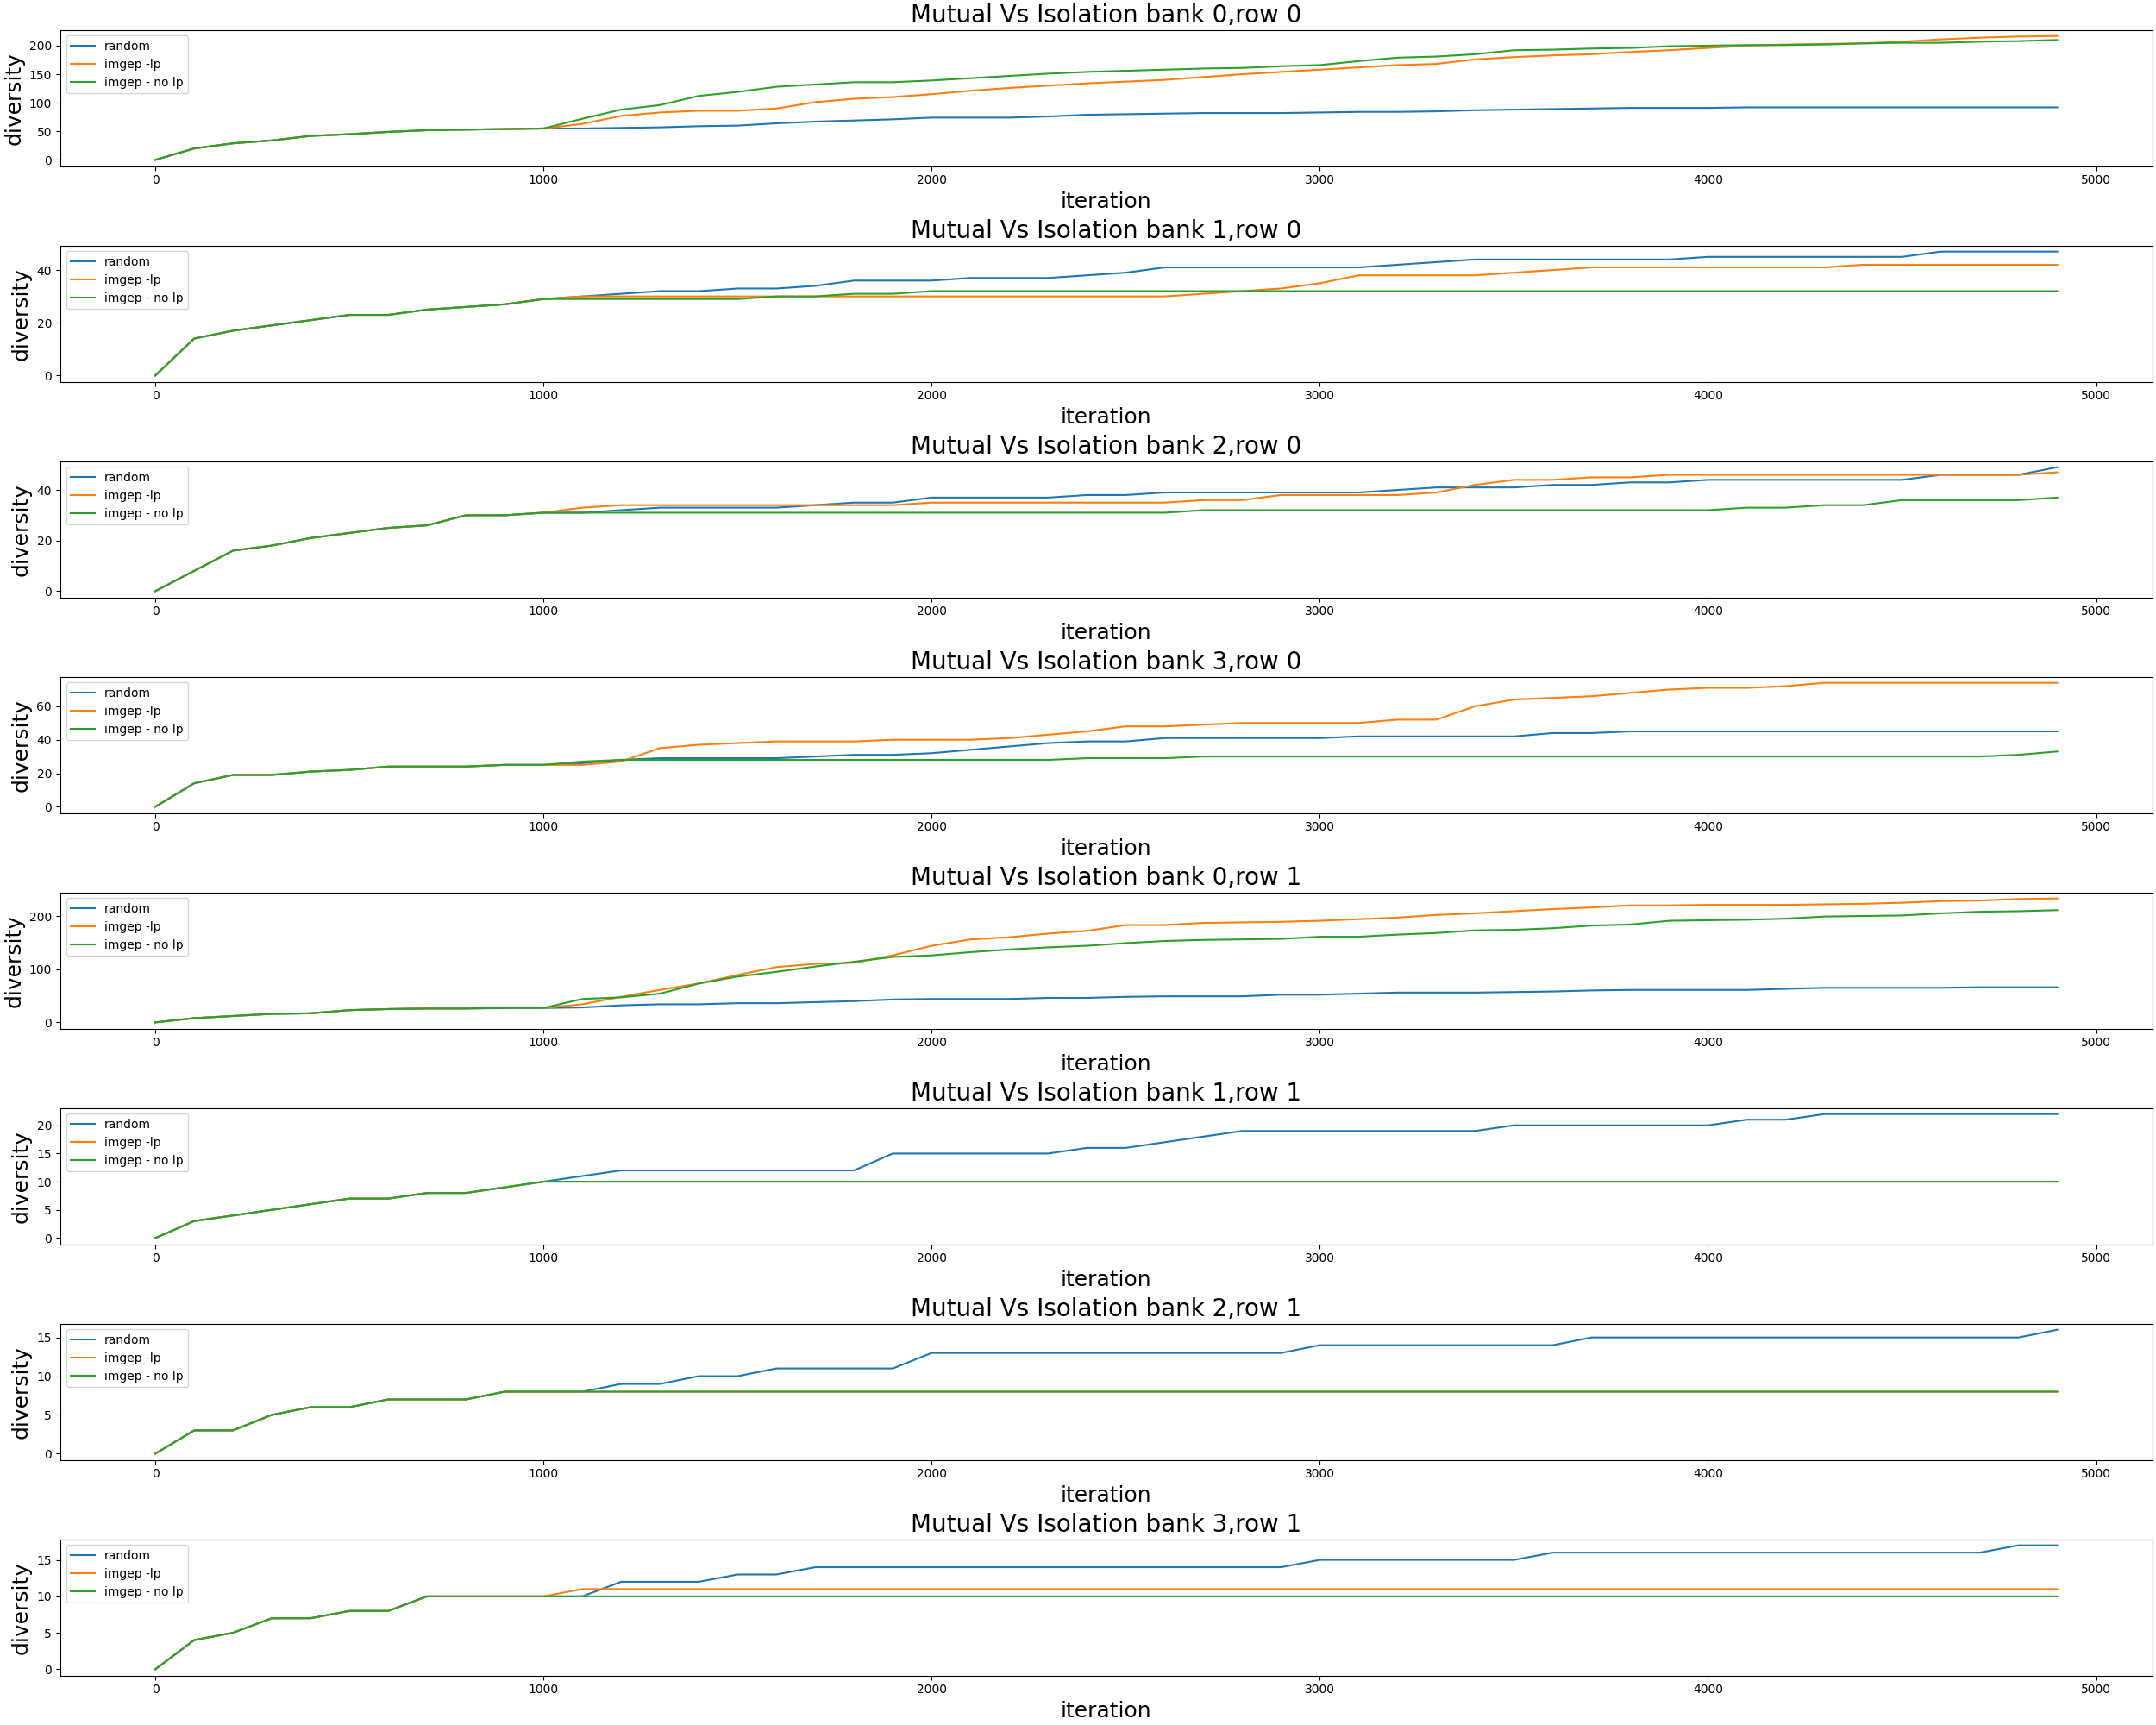 Mutual Vs Isolation bank 0,row 0
diversity
200
150
100
50
0
random
imgep -lp
imgep - no lp
0 1000 2000 3000 4000 5000
iteration
Mutual Vs Isolation bank 1,row 0
diversity
40
20
0
random
imgep -lp
imgep - no lp
0 1000 2000 3000 4000 5000
iteration
Mutual Vs Isolation bank 2,row 0
diversity
40
20
0
random
imgep -lp
imgep - no lp
0 1000 2000 3000 4000 5000
iteration
Mutual Vs Isolation bank 3,row 0
diversity
60
40
20
0
random
imgep -lp
imgep - no lp
0 1000 2000 3000 4000 5000
iteration
Mutual Vs Isolation bank 0,row 1
diversity
200
100
0
random
imgep -lp
imgep - no lp
0 1000 2000 3000 4000 5000
iteration
Mutual Vs Isolation bank 1,row 1
diversity
20
15
10
5
0
random
imgep -lp
imgep - no lp
0 1000 2000 3000 4000 5000
iteration
Mutual Vs Isolation bank 2,row 1
diversity
15
10
5
0
random
imgep -lp
imgep - no lp
0 1000 2000 3000 4000 5000
iteration
Mutual Vs Isolation bank 3,row 1
diversity
15
10
5
0
random
imgep -lp
imgep - no lp
0 1000 2000 3000 4000 5000
iteration